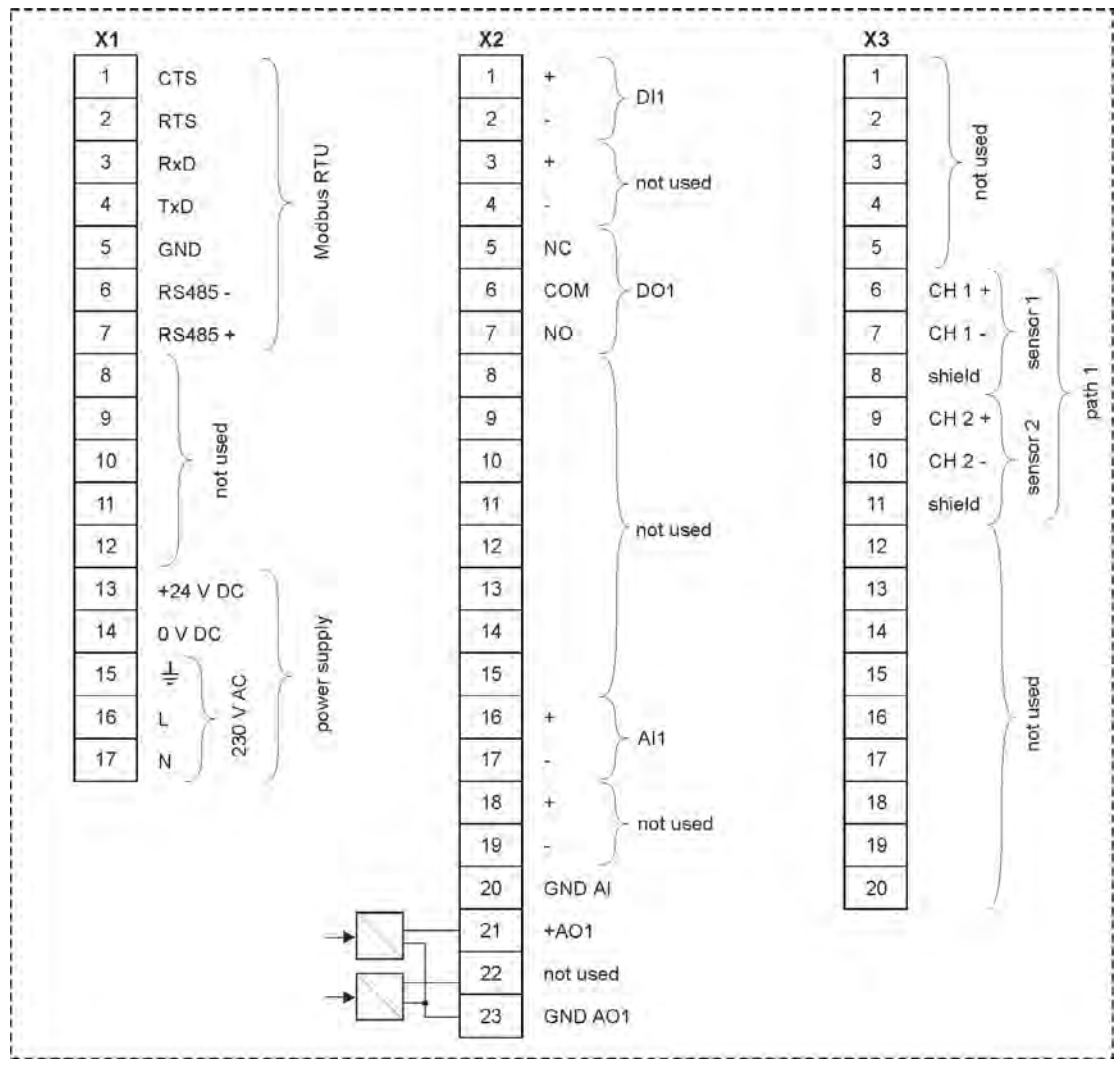 X1
1 CTS
2 RTS
3 RxD
4 TxD
5 GND
6 RS485 -
7 RS485 +
Modbus RTU
8
9
10
11
12
not used
13 +24 V DC
14 0 V DC
15
16 L
17 N
230 V AC
power supply
X2
1 +
2 -
DI1
3 +
4 -
not used
5 NC
6 COM
7 NO
DO1
8
9
10
11
12
13
14
15
not used
16 +
17 -
AI1
18 +
19 -
not used
20 GND AI
21 +AO1
22 not used
23 GND AO1
X3
1
2
3
4
5
not used
6 CH 1 +
7 CH 1 -
8 shield
sensor 1
9 CH 2 +
10 CH 2 -
11 shield
sensor 2
path 1
12
13
14
15
16
17
18
19
20
not used